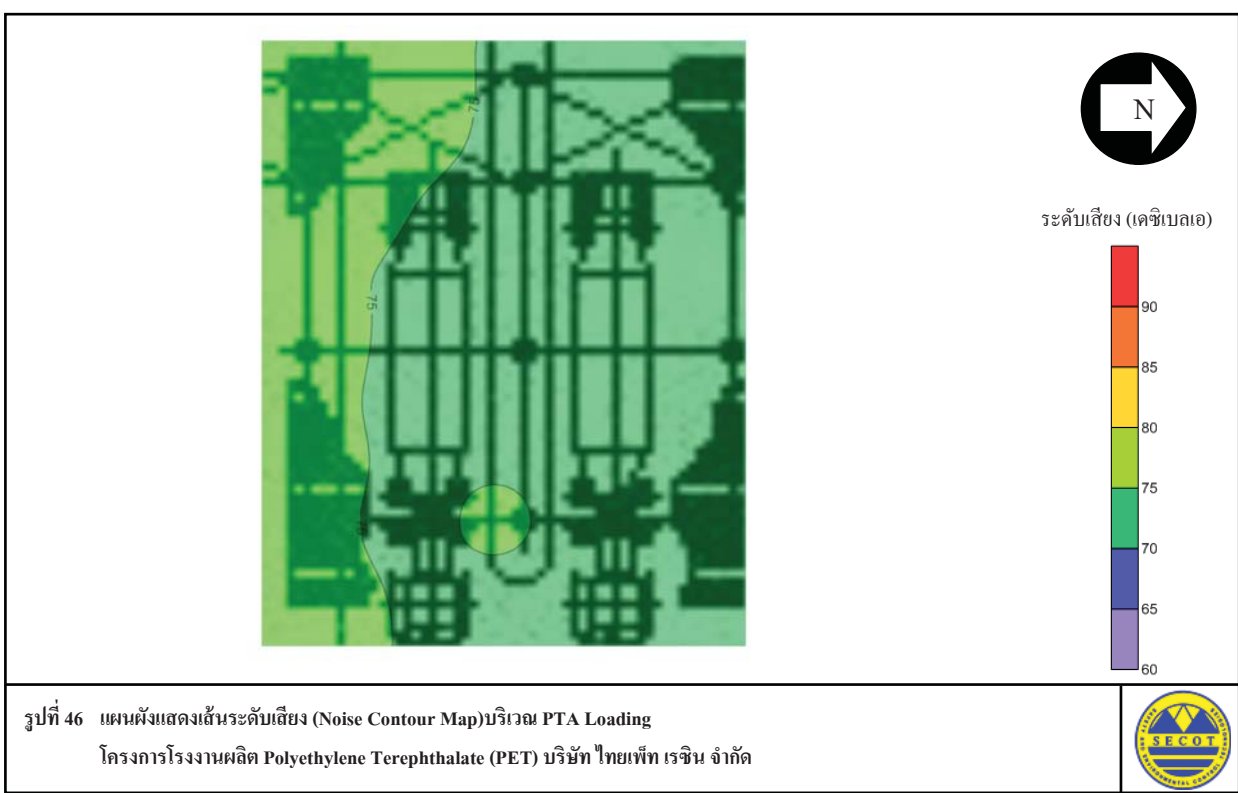 75
N
ระดับเสียง (เดซิเบลเอ)
75
90
85
80
75
70
65
60
รูปที่ 46 แผนผังแสดงเส้นระดับเสียง (Noise Contour Map)บริเวณ PTA Loading
โครงการโรงงานผลิต Polyethylene Terephthalate (PET) บริษัท ไทยเพ็ท เรซิน จำกัด
SECOT